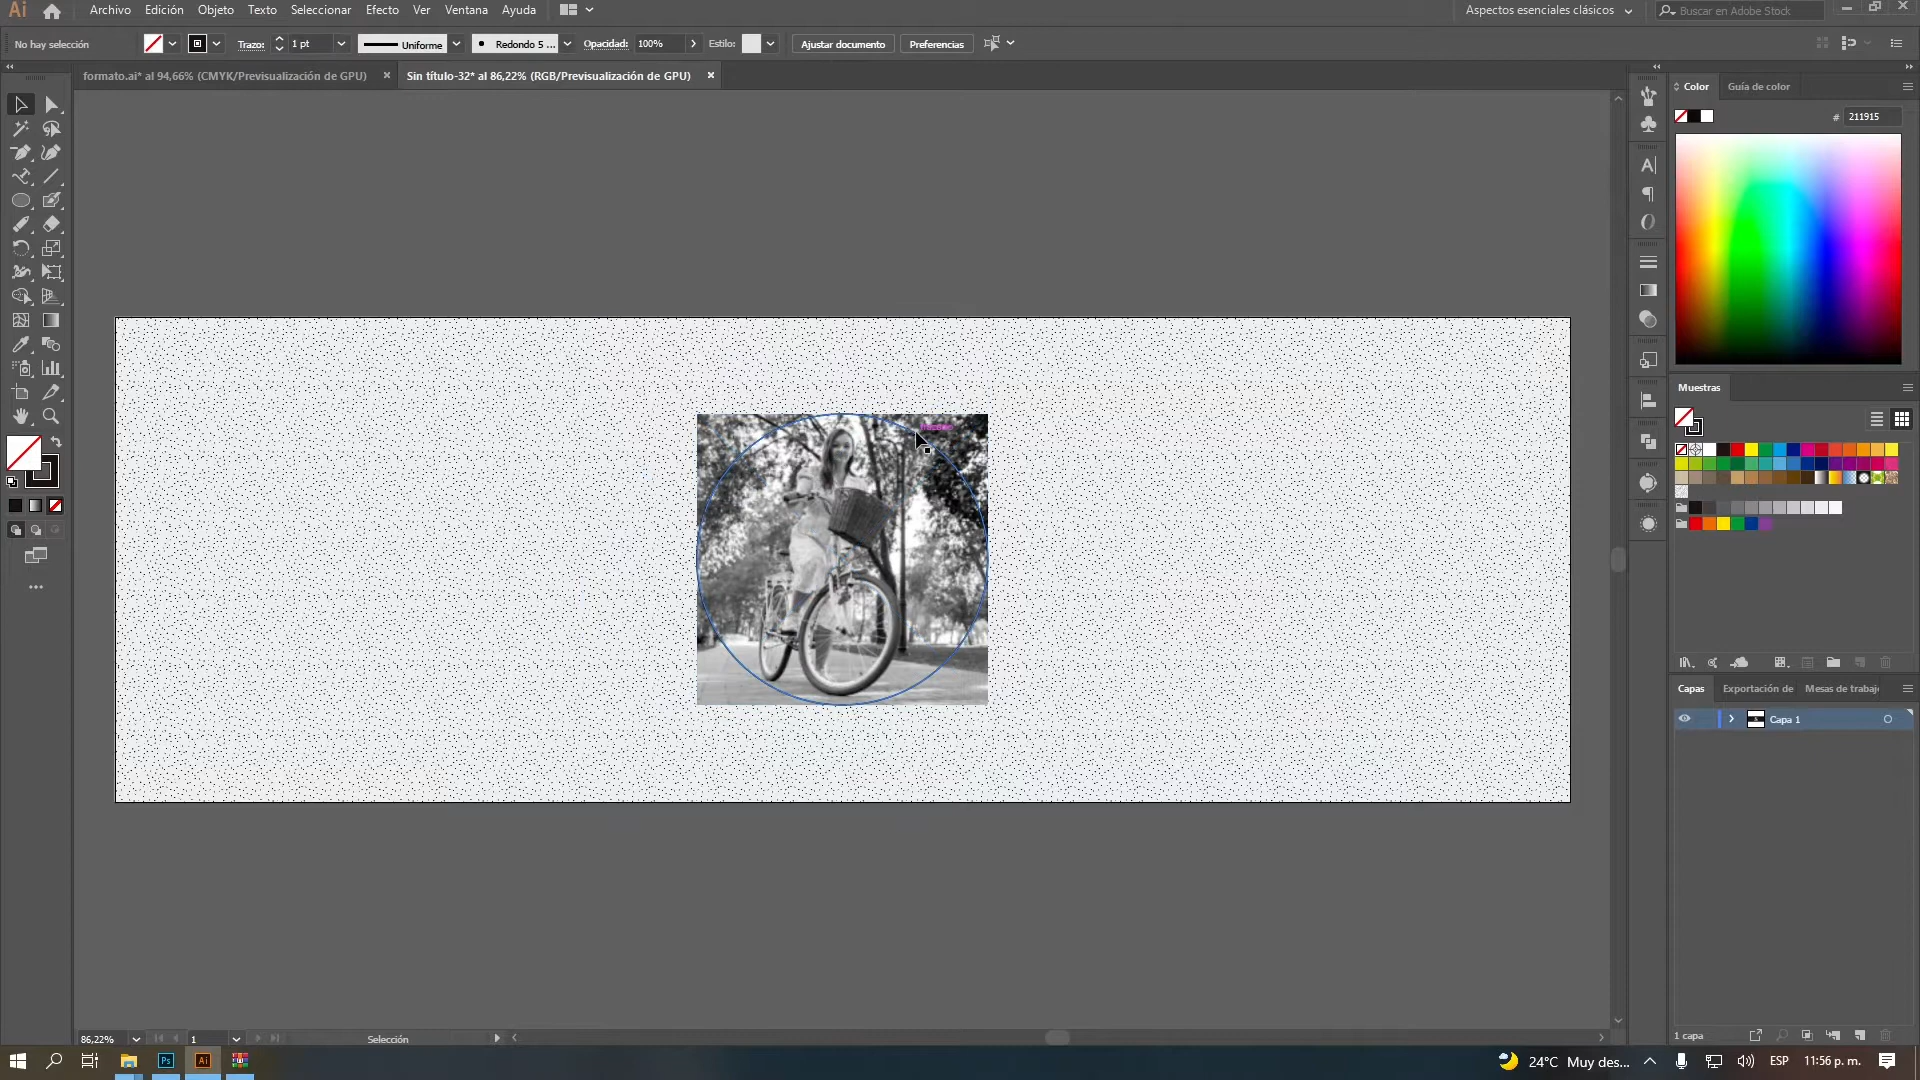 Ai Archivo Edición Objeto Texto Seleccionar Efecto Ver Ventana Ayuda Aspectos esenciales clásicos Buscar en Adobe Stock
No hay selección Trazo: 1 pt Uniforme Redondo 5 ... Opacidad: 100% Estilo: Ajustar documento Preferencias
formato.ai* al 94,66% (CMYK/Previsualización de GPU) Sin título-32* al 86,22% (RGB/Previsualización de GPU)
Color Guía de color
# 211915
Muestras
Capas Exportación de Mesas de trabaj
Capa 1
1 capa
86,22% 1 Selección
Ps Ai 24°C Muy des... ESP 11:56 p. m.